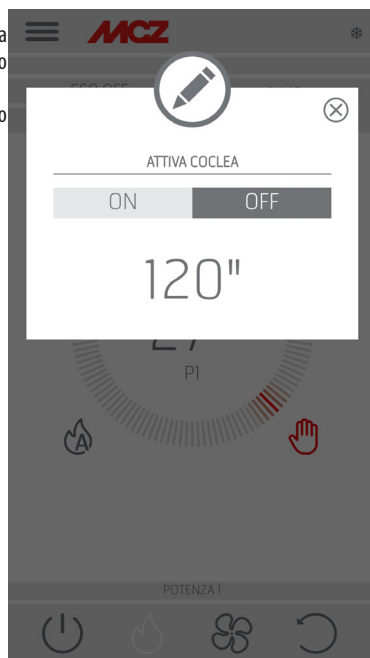 a
MCZ
o
o
ATTIVA COCLEA
ON OFF
120"
P1
A
POTENZA 1